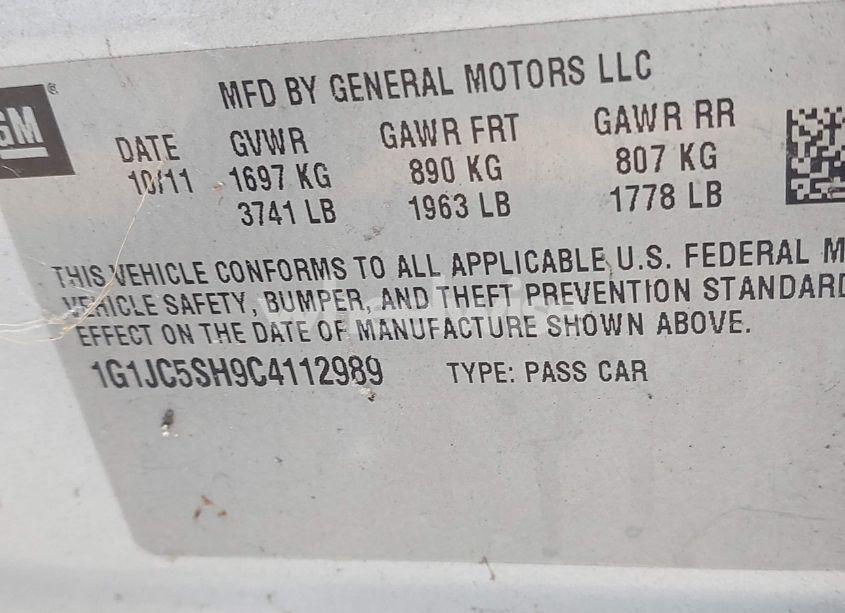 GM ®
MFD BY GENERAL MOTORS LLC
DATE GVWR GAWR FRT GAWR RR
10/11 1697 KG 890 KG 807 KG
3741 LB 1963 LB 1778 LB
THIS VEHICLE CONFORMS TO ALL APPLICABLE U.S. FEDERAL M
VEHICLE SAFETY, BUMPER, AND THEFT PREVENTION STANDARD
EFFECT ON THE DATE OF MANUFACTURE SHOWN ABOVE.
1G1JC5SH9C4112989 TYPE: PASS CAR